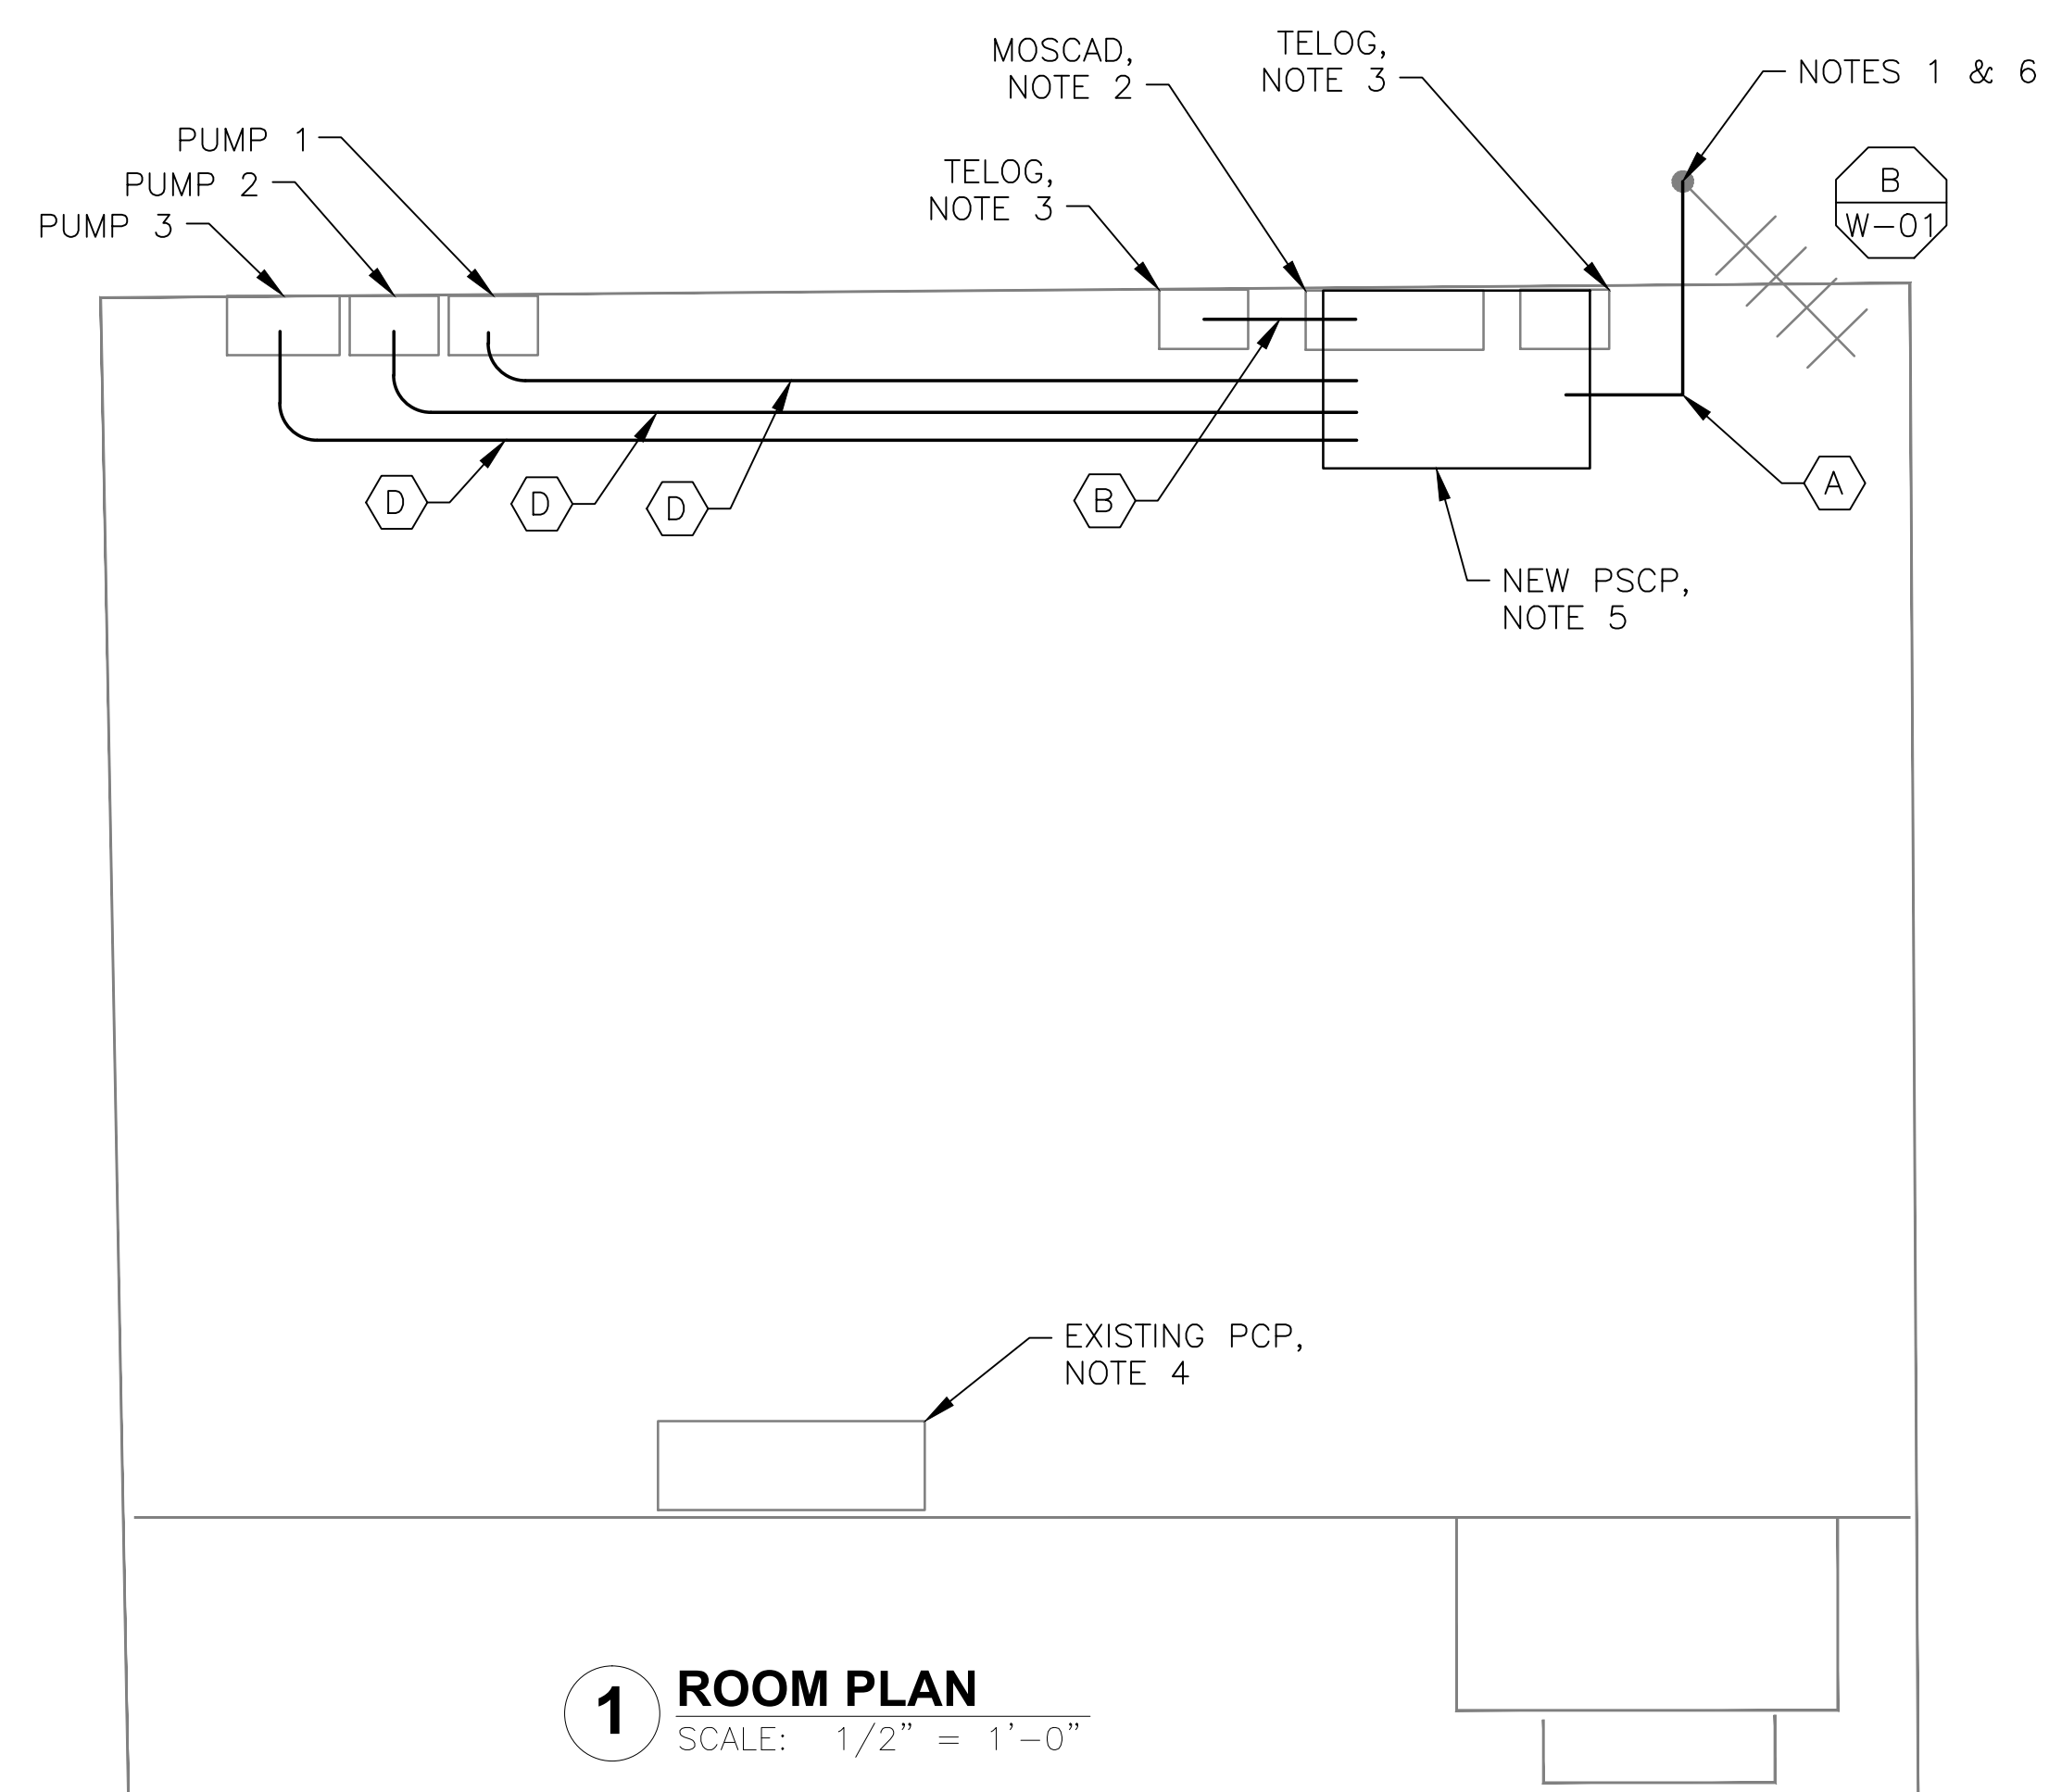 MOSCAD,
NOTE 2
TELOG,
NOTE 3
NOTES 1 & 6
PUMP 1
PUMP 2
PUMP 3
TELOG,
NOTE 3
B
W-01
D
D
D
B
A
NEW PSCP,
NOTE 5
EXISTING PCP,
NOTE 4
1
ROOM PLAN
SCALE: 1/2" = 1'-0"